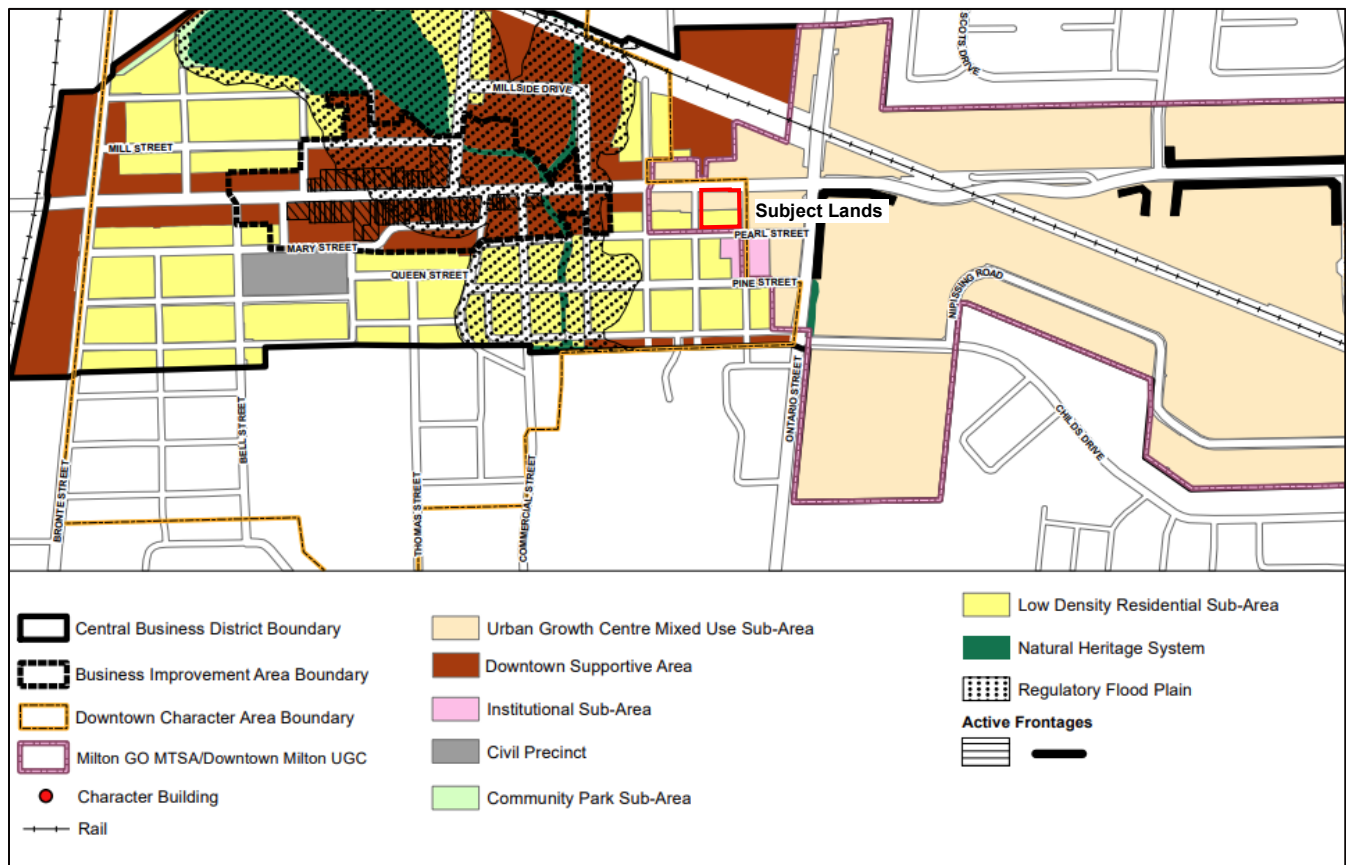 SCOTS DRIVE
MILLSIDE DRIVE
MILL STREET
Subject Lands
PEARL STREET
MARY STREET
QUEEN STREET
PINE STREET
NIPISSING ROAD
BRONTE STREET
BELL STREET
THOMAS STREET
COMMERCIAL STREET
ONTARIO STREET
CHILDS DRIVE
Central Business District Boundary
Business Improvement Area Boundary
Downtown Character Area Boundary
Milton GO MTSA/Downtown Milton UGC
Character Building
Rail
Urban Growth Centre Mixed Use Sub-Area
Downtown Supportive Area
Institutional Sub-Area
Civil Precinct
Community Park Sub-Area
Low Density Residential Sub-Area
Natural Heritage System
Regulatory Flood Plain
Active Frontages